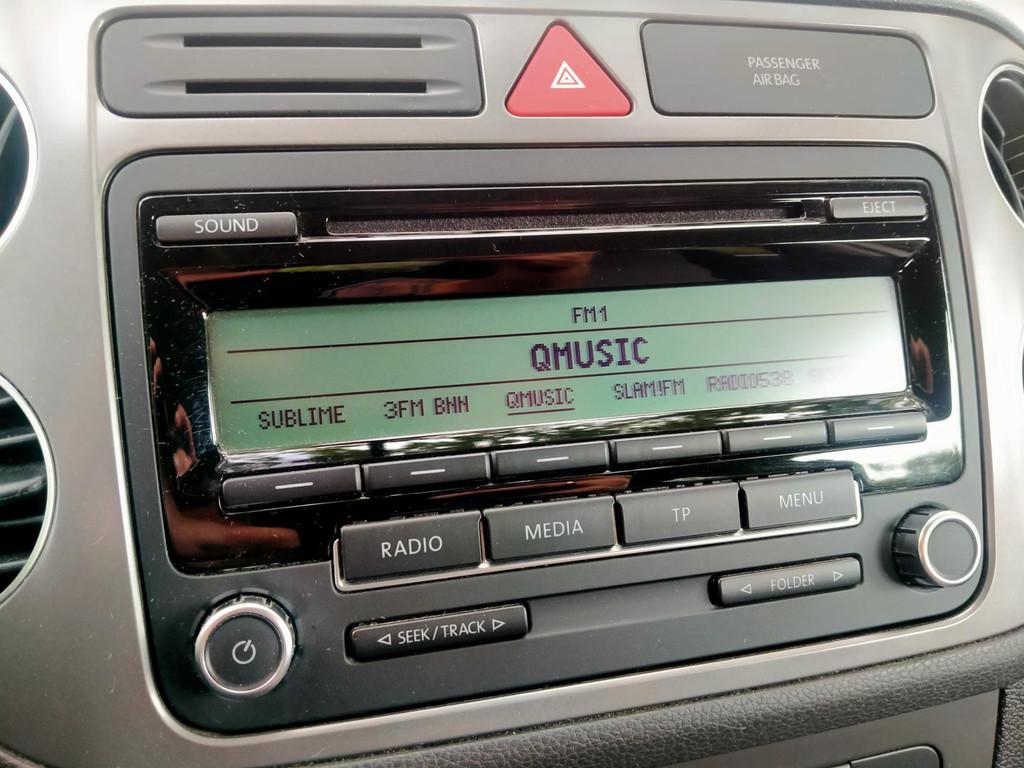 PASSENGER
AIR BAG
SOUND
EJECT
FM1
QMUSIC
SUBLIME 3FM BNN QMUSIC SLAM!FM RADIO538
RADIO MEDIA TP MENU
FOLDER
SEEK / TRACK